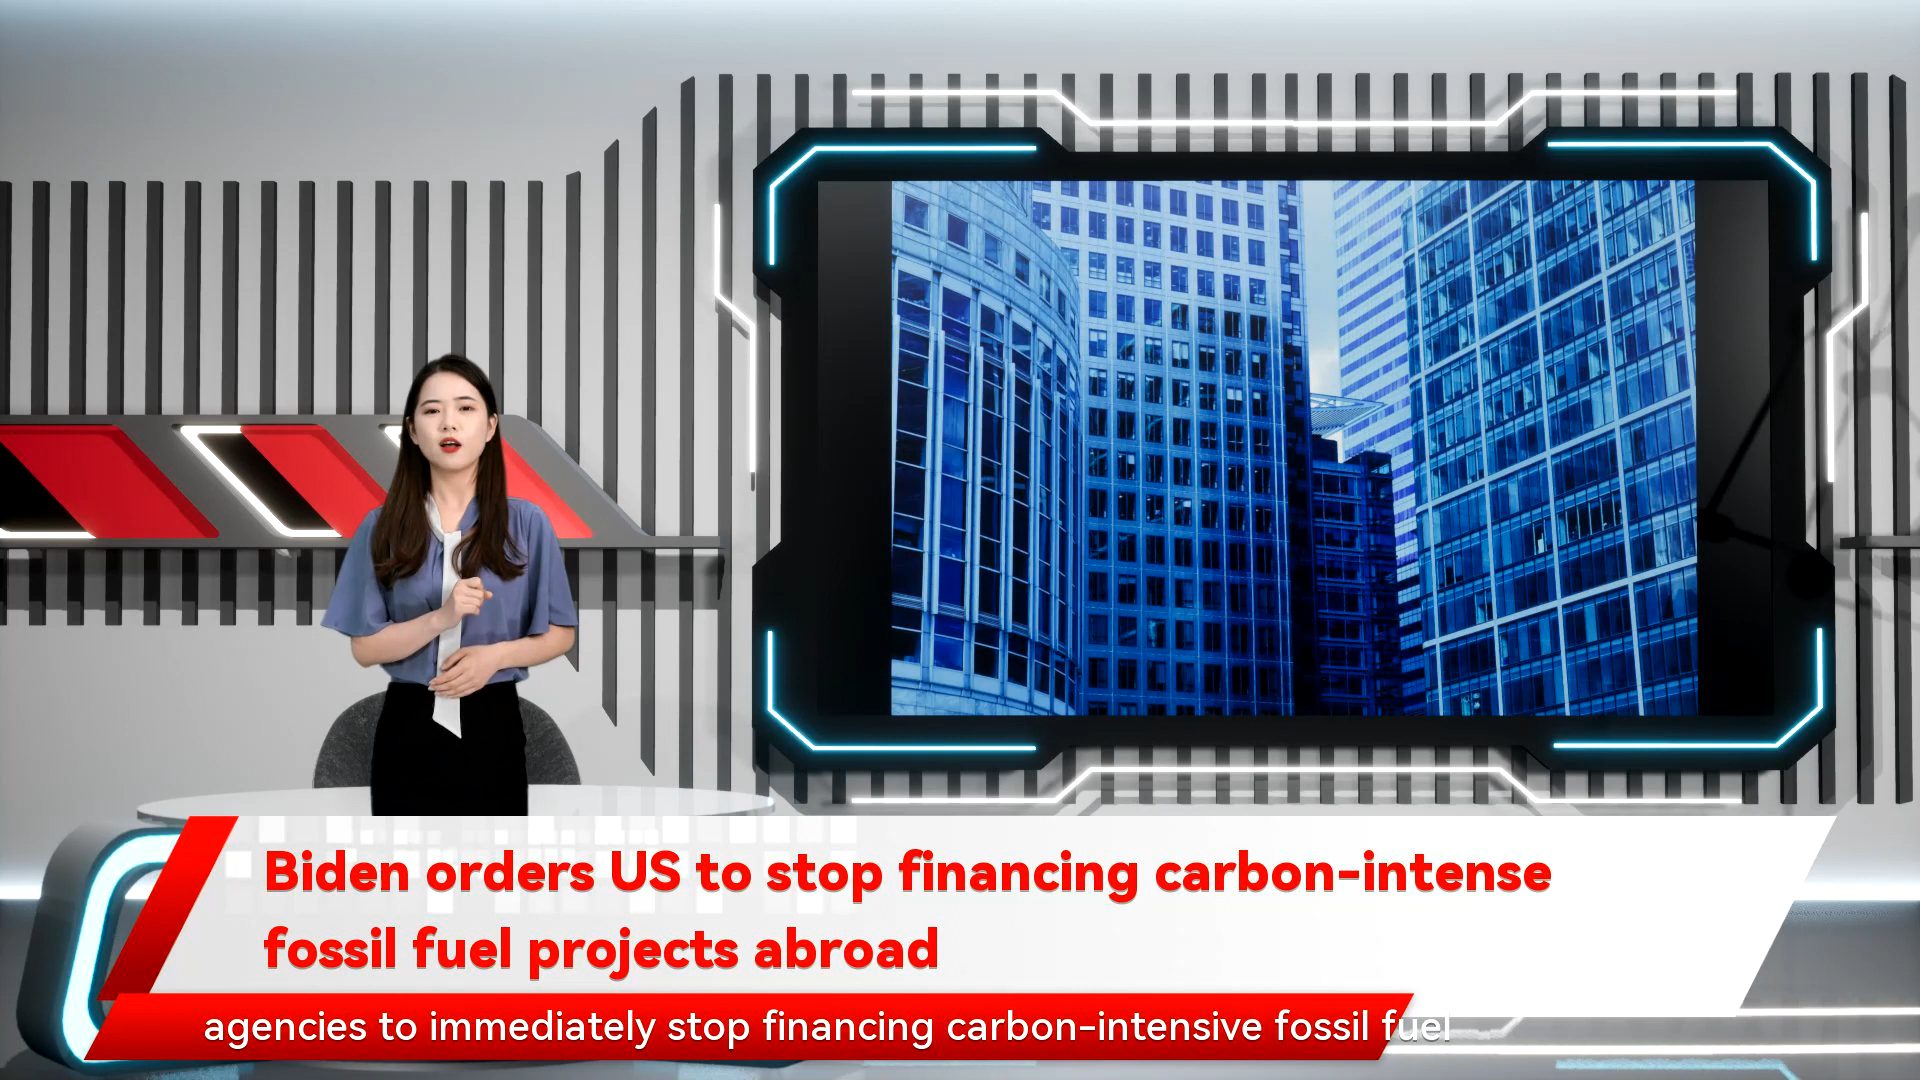 Biden orders US to stop financing carbon-intense
fossil fuel projects abroad
agencies to immediately stop financing carbon-intensive fossil fuel